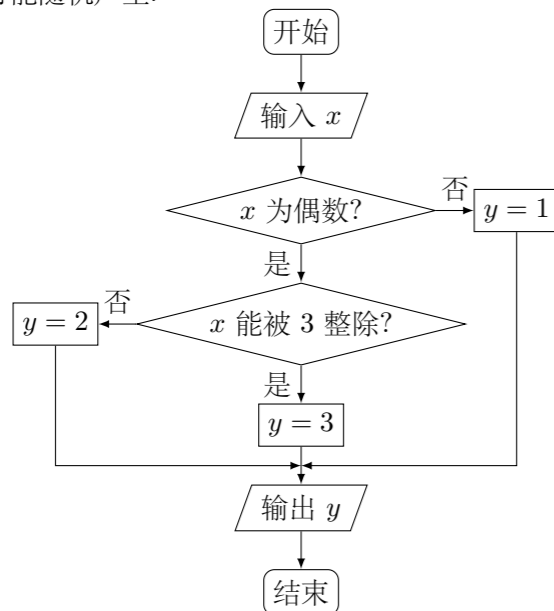 开始
输入 x
x 为偶数?
否
y = 1
是
x 能被 3 整除?
否
y = 2
是
y = 3
输出 y
结束